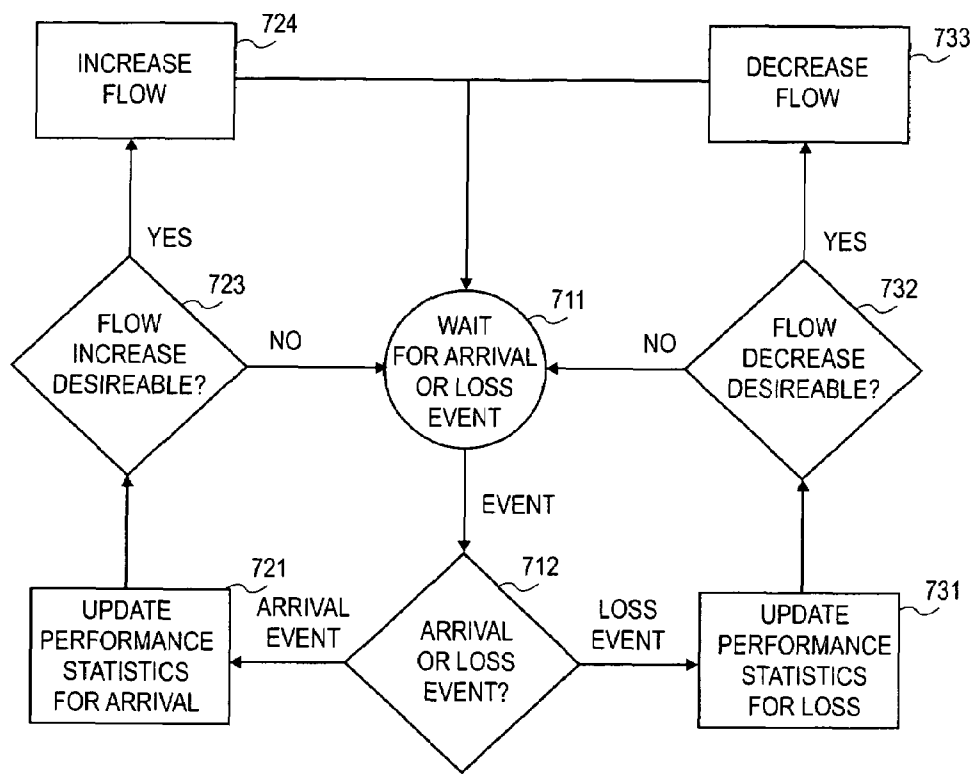 724
INCREASE
FLOW
733
DECREASE
FLOW
YES
YES
723
FLOW
INCREASE
DESIREABLE?
NO
711
WAIT
FOR ARRIVAL
OR LOSS
EVENT
NO
732
FLOW
DECREASE
DESIREABLE?
EVENT
721
UPDATE
PERFORMANCE
STATISTICS
FOR ARRIVAL
ARRIVAL
EVENT
712
ARRIVAL
OR LOSS
EVENT?
LOSS
EVENT
731
UPDATE
PERFORMANCE
STATISTICS
FOR LOSS